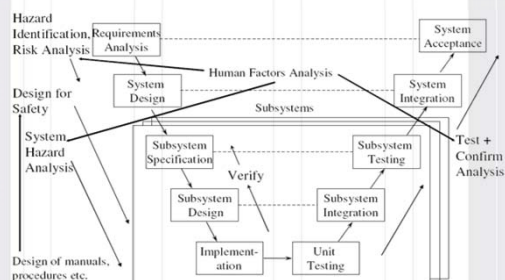 Hazard
Identification,
Risk Analysis
Requirements
Analysis
System
Acceptance
Human Factors Analysis
System
Design
System
Integration
Design for
Safety
Subsystems
System
Hazard
Analysis
Subsystem
Specification
Subsystem
Testing
Test +
Confirm
Analysis
Verify
Subsystem
Design
Subsystem
Integration
Implement-
ation
Unit
Testing
Design of manuals,
procedures etc.